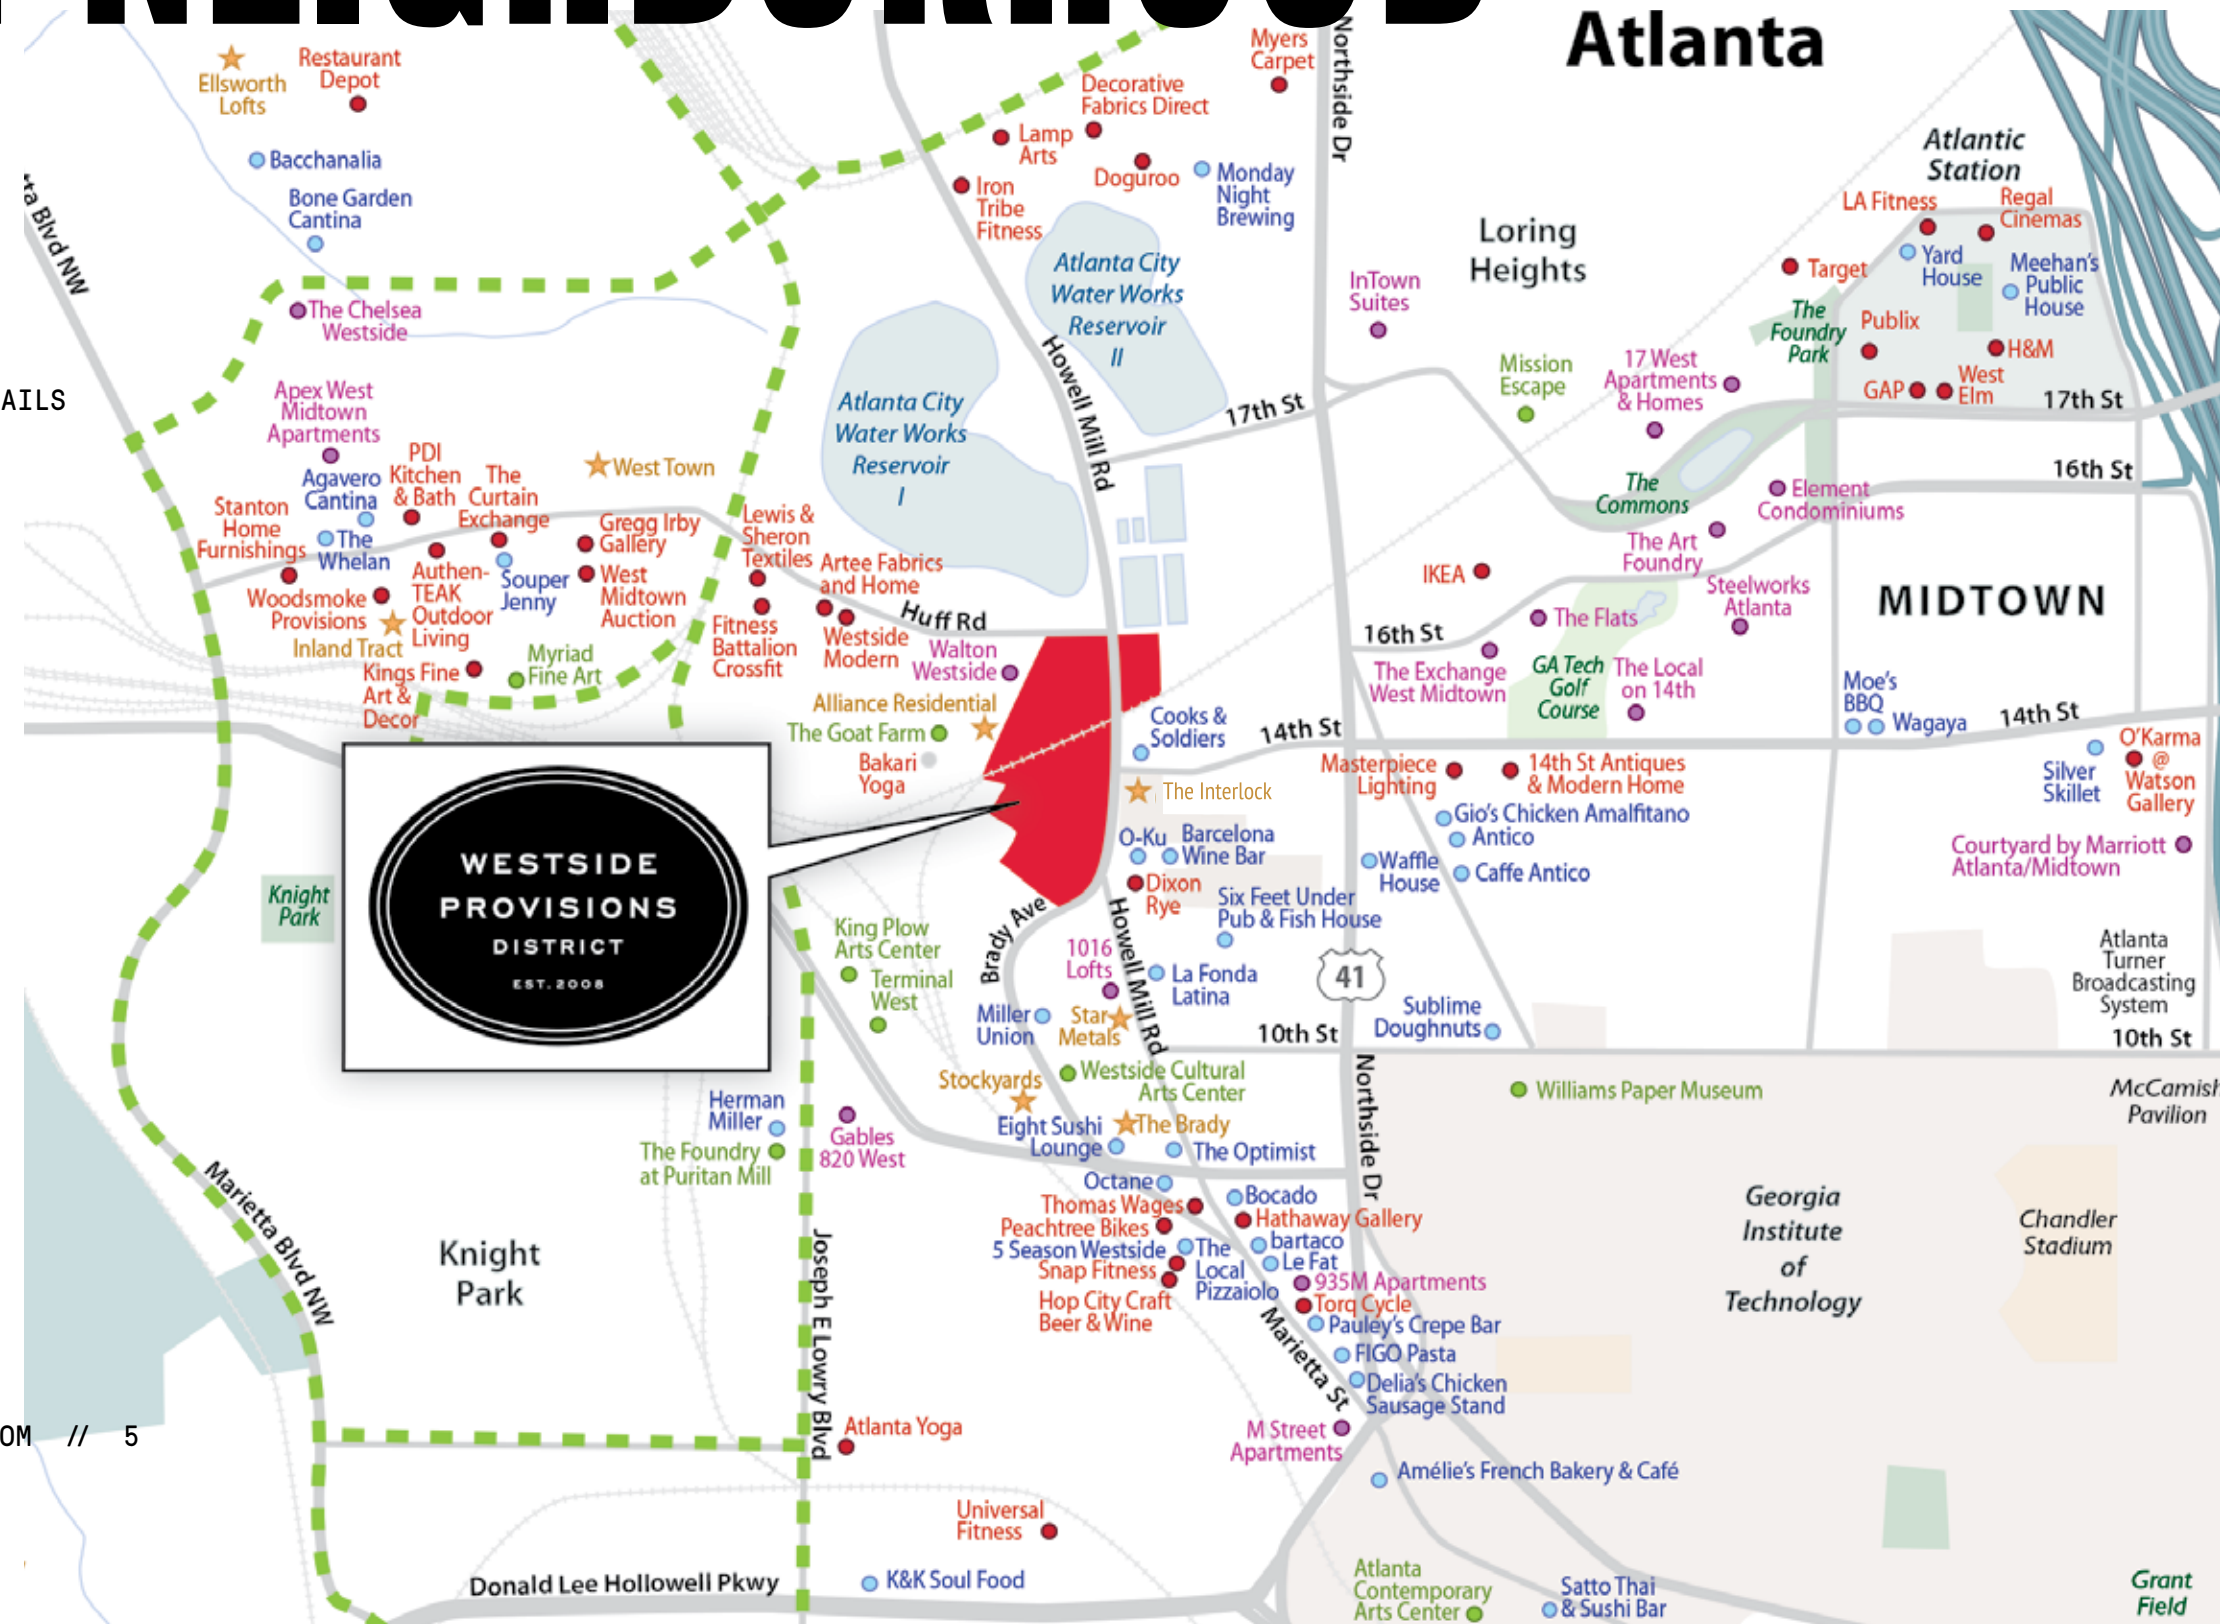 NEIGHBORHOOD
Atlanta
Ellsworth
Lofts
Restaurant
Depot
Bacchanalia
Bone Garden
Cantina
ta Blvd NW
The Chelsea
Westside
AILS
Apex West
Midtown
Apartments
Agavero
Cantina
PDI
Kitchen
& Bath
The
Curtain
Exchange
West Town
Stanton
Home
Furnishings
The
Whelan
Gregg Irby
Gallery
Authen-
TEAK
Outdoor
Living
Souper
Jenny
West
Midtown
Auction
Woodsmoke
Provisions
Inland Tract
Kings Fine
Art &
Decor
Myriad
Fine Art
Lewis &
Sheron
Textiles
Artee Fabrics
and Home
Fitness
Battalion
Crossfit
Westside
Modern
Huff Rd
Walton
Westside
Alliance Residential
The Goat Farm
Bakari
Yoga
Myers
Carpet
Decorative
Fabrics Direct
Lamp
Arts
Doguroo
Iron
Tribe
Fitness
Monday
Night
Brewing
Northside Dr
Atlanta City
Water Works
Reservoir
II
Atlanta City
Water Works
Reservoir
I
Howell Mill Rd
17th St
InTown
Suites
Loring
Heights
Mission
Escape
17 West
Apartments
& Homes
Atlantic
Station
LA Fitness
Regal
Cinemas
Target
Yard
House
Meehan's
Public
House
The
Foundry
Park
Publix
H&M
GAP
West
Elm
17th St
16th St
The
Commons
Element
Condominiums
The Art
Foundry
IKEA
Steelworks
Atlanta
MIDTOWN
The Flats
16th St
The Exchange
West Midtown
GA Tech
Golf
Course
The Local
on 14th
Moe's
BBQ
Wagaya
14th St
Cooks &
Soldiers
14th St
The Interlock
Masterpiece
Lighting
14th St Antiques
& Modern Home
Silver
Skillet
O'Karma
@
Watson
Gallery
Gio's Chicken Amalfitano
Antico
Caffe Antico
Waffle
House
Courtyard by Marriott
Atlanta/Midtown
O-Ku
Barcelona
Wine Bar
Dixon
Rye
Six Feet Under
Pub & Fish House
WESTSIDE
PROVISIONS
DISTRICT
EST. 2008
Knight
Park
King Plow
Arts Center
Terminal
West
Brady Ave
Howell Mill Rd
1016
Lofts
La Fonda
Latina
41
Miller
Union
Star
Metals
10th St
Sublime
Doughnuts
Atlanta
Turner
Broadcasting
System
10th St
Westside Cultural
Arts Center
Stockyards
The Brady
Eight Sushi
Lounge
The Optimist
Northside Dr
Williams Paper Museum
McCamish
Pavilion
Herman
Miller
The Foundry
at Puritan Mill
Gables
820 West
Marietta Blvd NW
Knight
Park
Joseph E Lowry Blvd
Octane
Thomas Wages
Peachtree Bikes
5 Season Westside
Snap Fitness
Hop City Craft
Beer & Wine
The
Local
Pizzaiolo
Bocado
Hathaway Gallery
bartaco
Le Fat
935M Apartments
Torq Cycle
Pauley's Crepe Bar
FIGO Pasta
Delia's Chicken
Sausage Stand
Marietta St
M Street
Apartments
Georgia
Institute
of
Technology
Chandler
Stadium
OM // 5
Atlanta Yoga
Amélie's French Bakery & Café
Universal
Fitness
Donald Lee Hollowell Pkwy
K&K Soul Food
Atlanta
Contemporary
Arts Center
Satto Thai
& Sushi Bar
Grant
Field